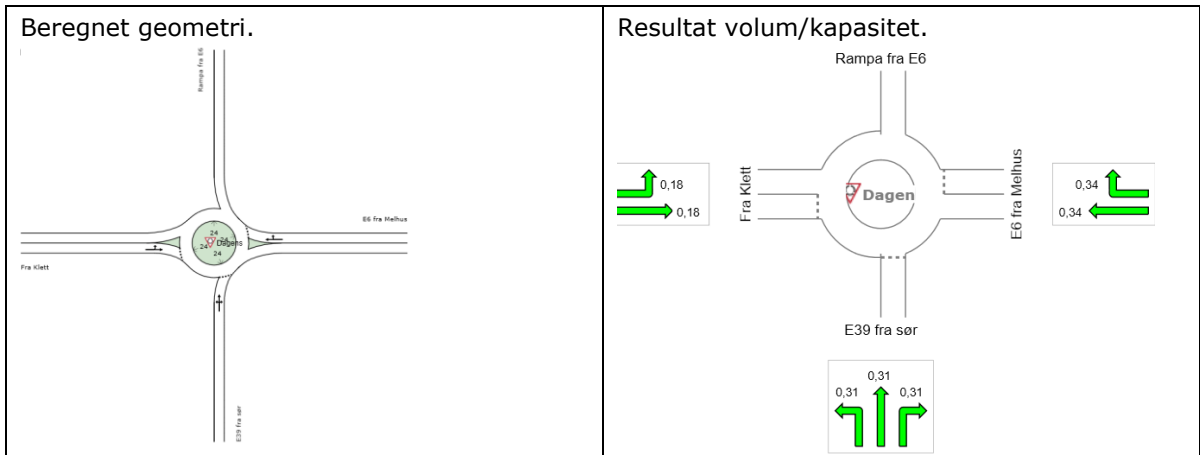 Beregnet geometri.
Rampa fra E6
E6 fra Melhus
24
24
24
Dagens
Fra Klett
E39 fra sør
Resultat volum/kapasitet.
Rampa fra E6
0,18
0,18
Fra Klett
Dagen
E6 fra Melhus
0,34
0,34
E39 fra sør
0,31
0,31
0,31